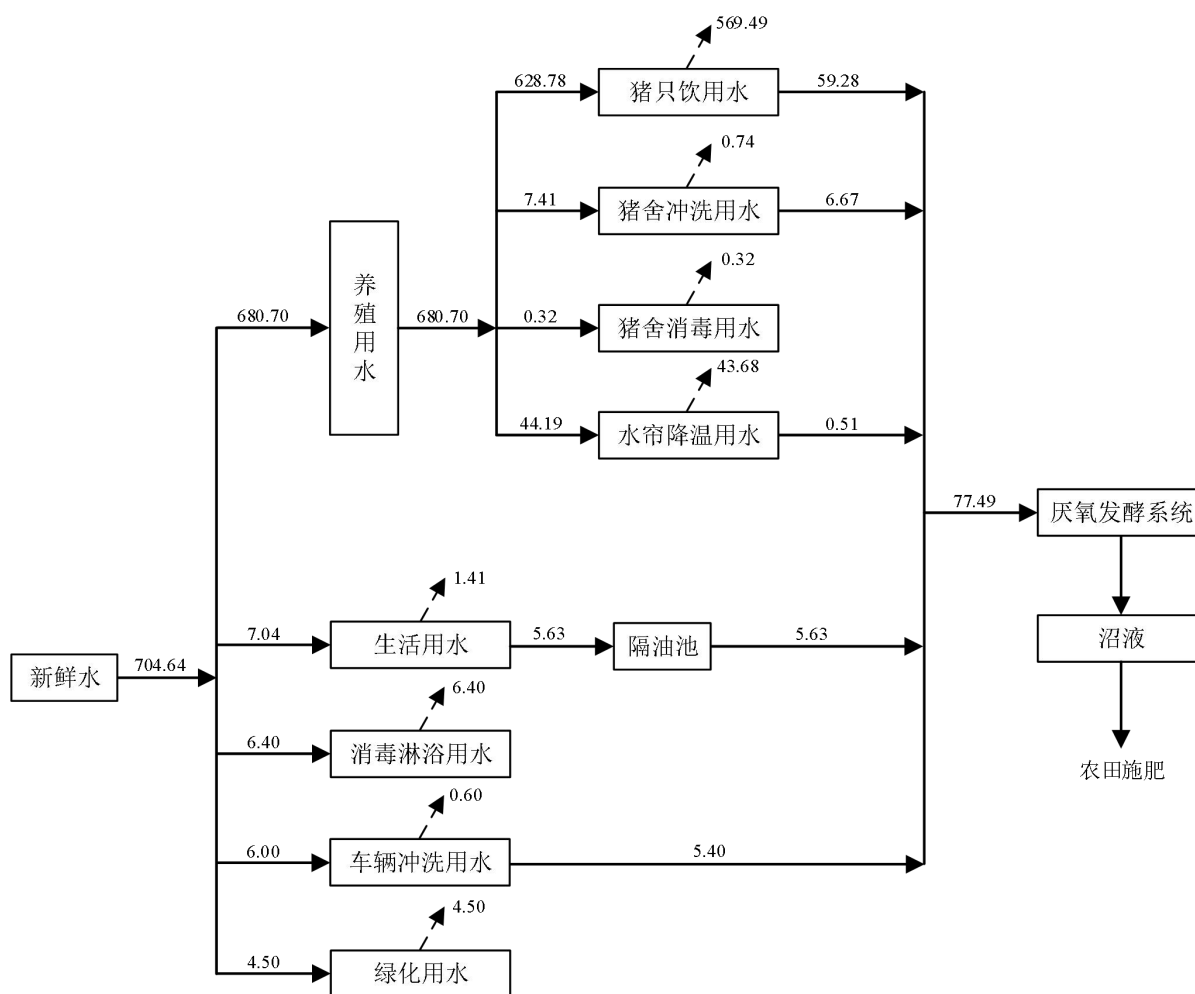 569.49
628.78
猪只饮用水
59.28
0.74
7.41
猪舍冲洗用水
6.67
0.32
680.70
养殖用水
680.70
0.32
猪舍消毒用水
43.68
44.19
水帘降温用水
0.51
77.49
厌氧发酵系统
1.41
7.04
生活用水
5.63
隔油池
5.63
沼液
新鲜水
704.64
6.40
6.40
消毒淋浴用水
农田施肥
0.60
6.00
车辆冲洗用水
5.40
4.50
4.50
绿化用水